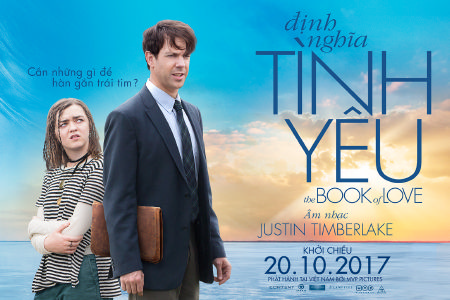 Cần những gì để
hàn gắn trái tim?
định
nghĩa
TÌNH
YÊU
the BOOK of LOVE
Âm nhạc
JUSTIN TIMBERLAKE
KHỞI CHIẾU
20.10.2017
PHÁT HÀNH TẠI VIỆT NAM BỞI MVP PICTURES